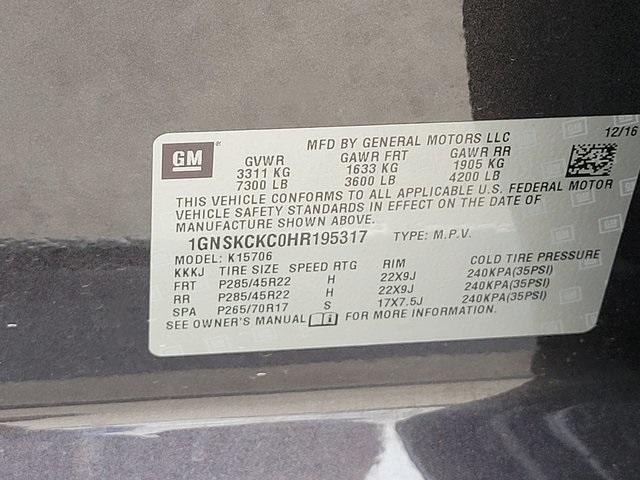 GM
MFD BY GENERAL MOTORS LLC 12/16
GVWR GAWR FRT GAWR RR
3311 KG 1633 KG 1905 KG
7300 LB 3600 LB 4200 LB
THIS VEHICLE CONFORMS TO ALL APPLICABLE U.S. FEDERAL MOTOR
VEHICLE SAFETY STANDARDS IN EFFECT ON THE DATE OF
MANUFACTURE SHOWN ABOVE.
1GNSKCKC0HR195317 TYPE: M.P.V.
MODEL: K15706
KKKJ TIRE SIZE SPEED RTG RIM COLD TIRE PRESSURE
FRT P285/45R22 H 22X9J 240KPA(35PSI)
RR P285/45R22 H 22X9J 240KPA(35PSI)
SPA P265/70R17 S 17X7.5J 240KPA(35PSI)
SEE OWNER'S MANUAL FOR MORE INFORMATION.